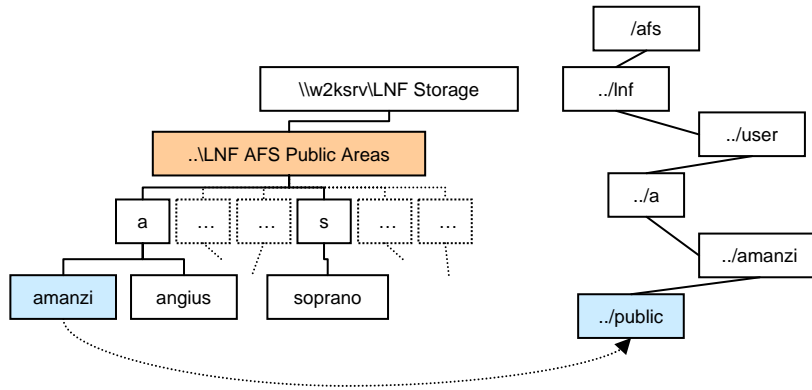 /afs
\\w2ksrv\LNF Storage
../lnf
..\LNF AFS Public Areas
../user
a
...
...
s
...
...
../a
../amanzi
amanzi
angius
soprano
../public